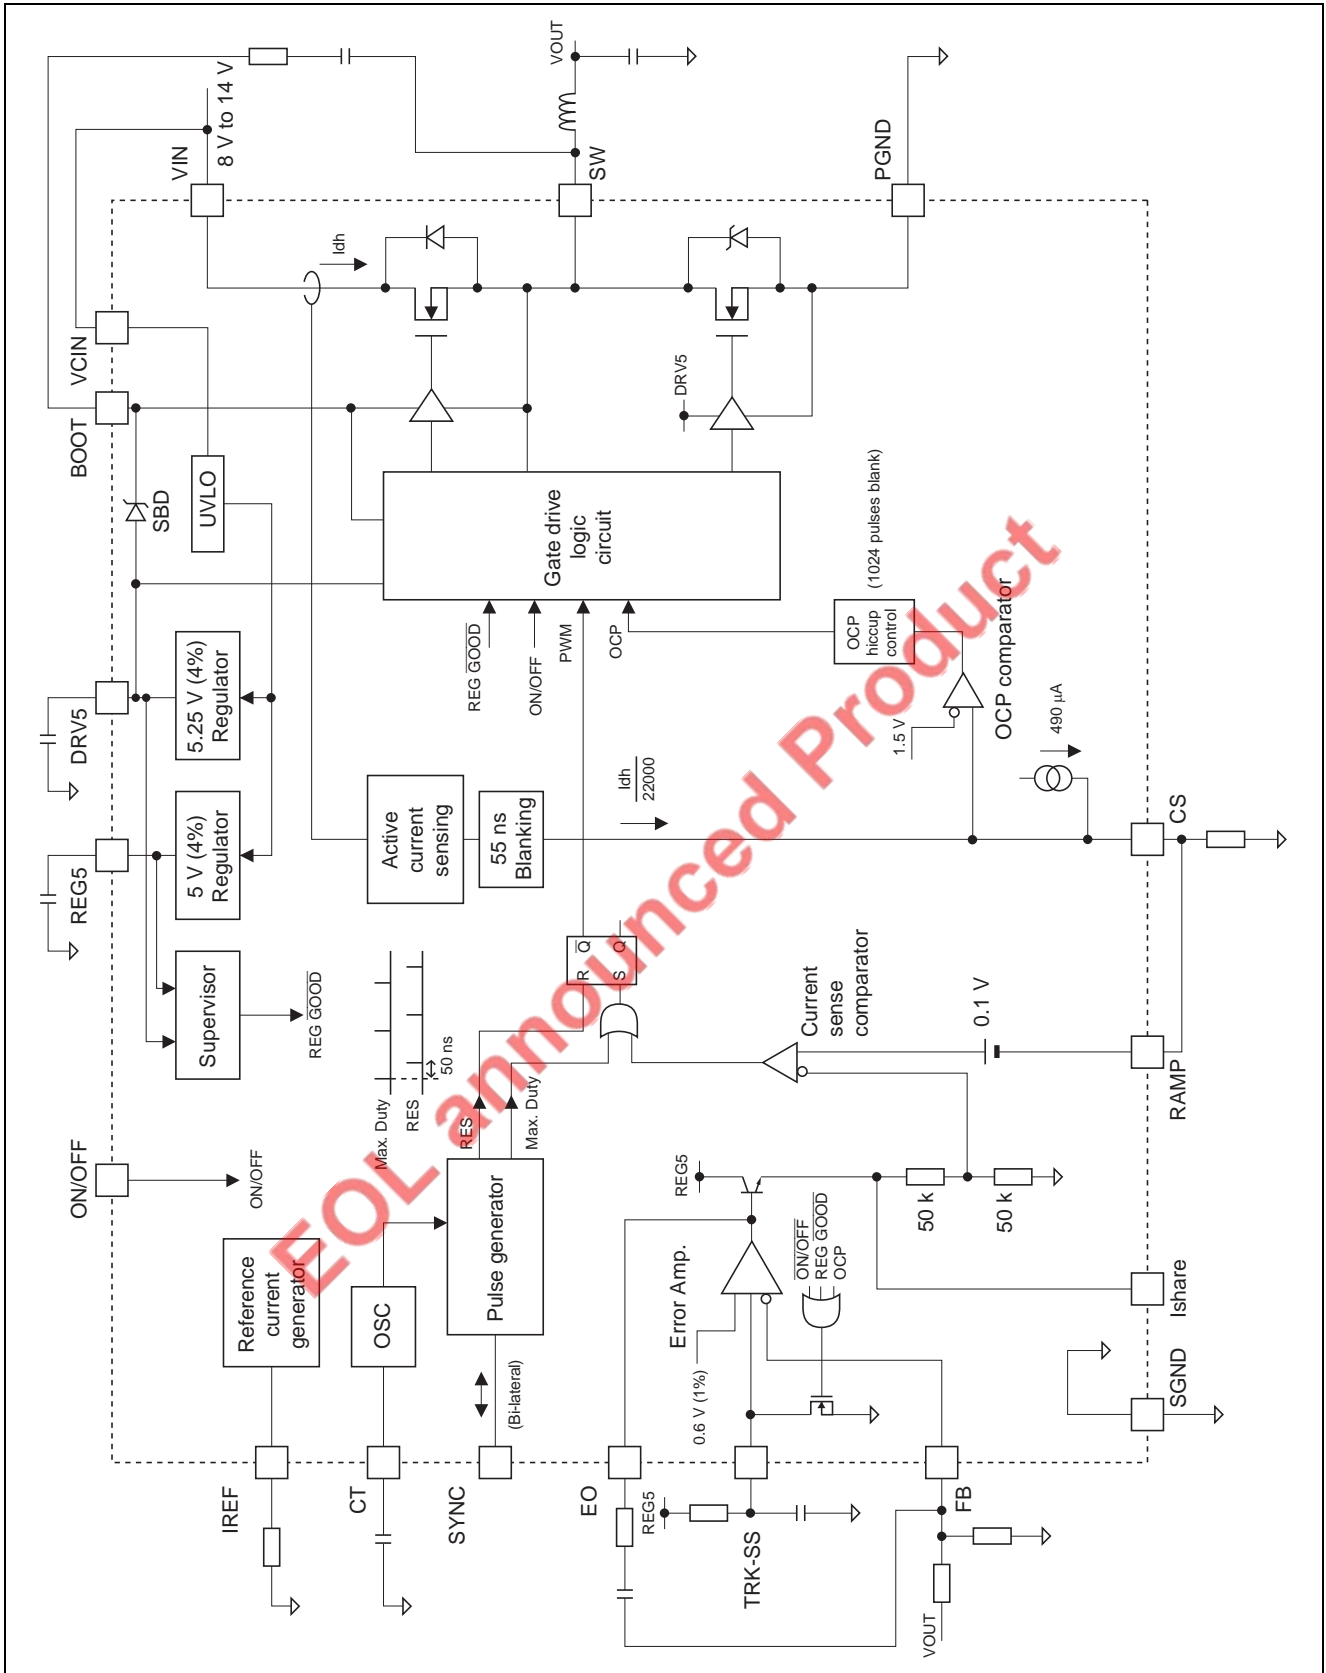 IREF
CT
SYNC
EO
TRK-SS
FB
REG5
VOUT
ON/OFF
REG5
DRV5
BOOT
VCIN
VIN
8 V to 14 V
SW
VOUT
PGND
CS
RAMP
Ishare
SGND
Reference
current
generator
OSC
Pulse generator
(Bi-lateral)
ON/OFF
Supervisor
REG GOOD
5 V (4%)
Regulator
5.25 V (4%)
Regulator
UVLO
SBD
Max. Duty
RES
50 ns
RES
Max. Duty
R
S
Q
Q
Active
current
sensing
55 ns
Blanking
Idh
22000
Idh
Gate drive
logic
circuit
REG GOOD
ON/OFF
PWM
OCP
DRV5
OCP
hiccup
control
(1024 pulses blank)
1.5 V
OCP comparator
490 µA
Current
sense
comparator
0.1 V
REG5
50 k
50 k
Error Amp.
0.6 V (1%)
ON/OFF
REG GOOD
OCP
EOL announced Product